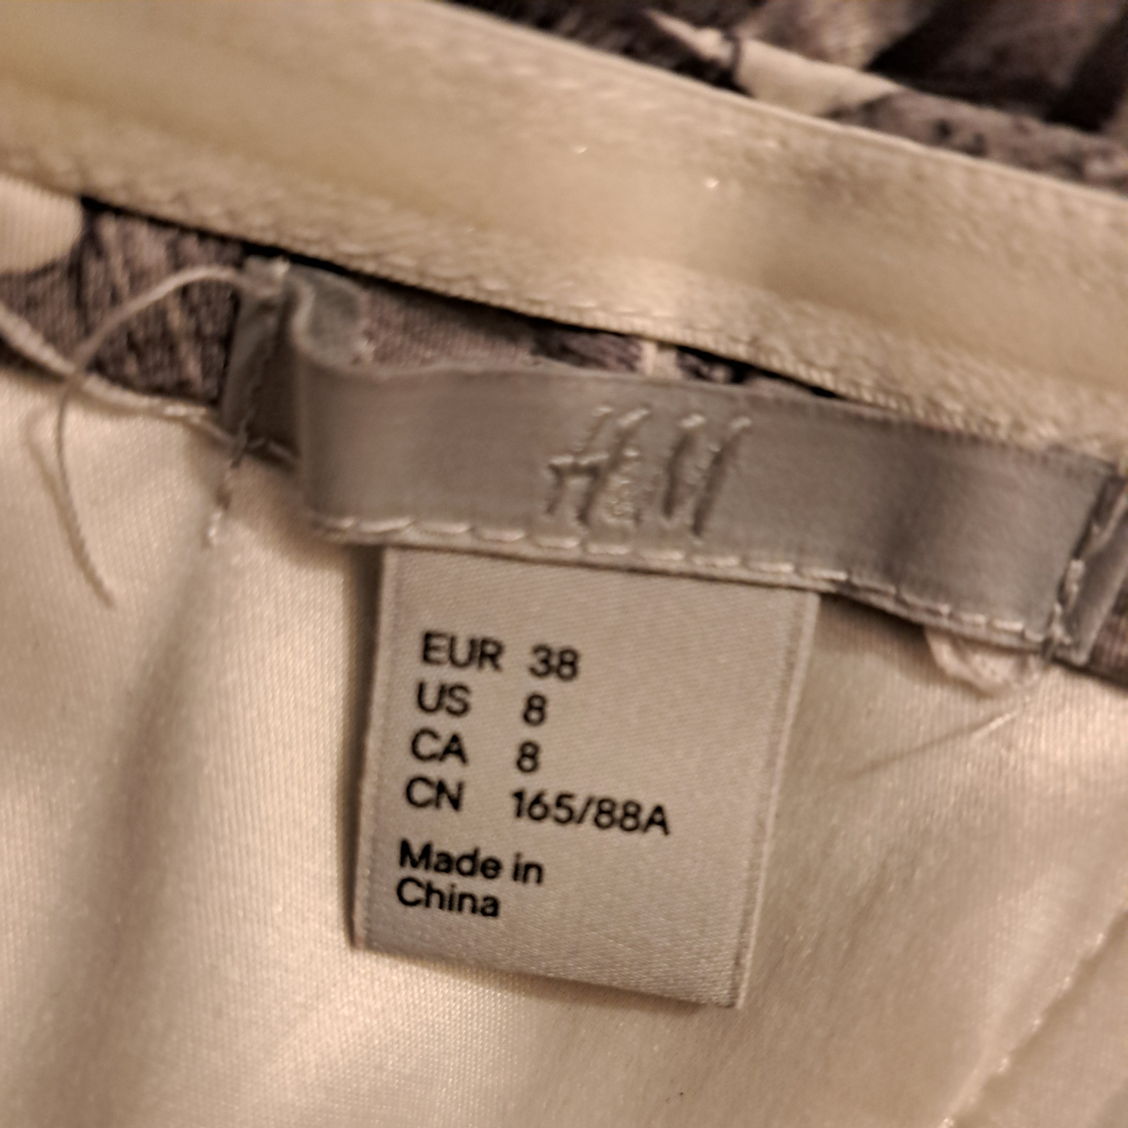 H&M
EUR 38
US 8
CA 8
CN 165/88A
Made in
China